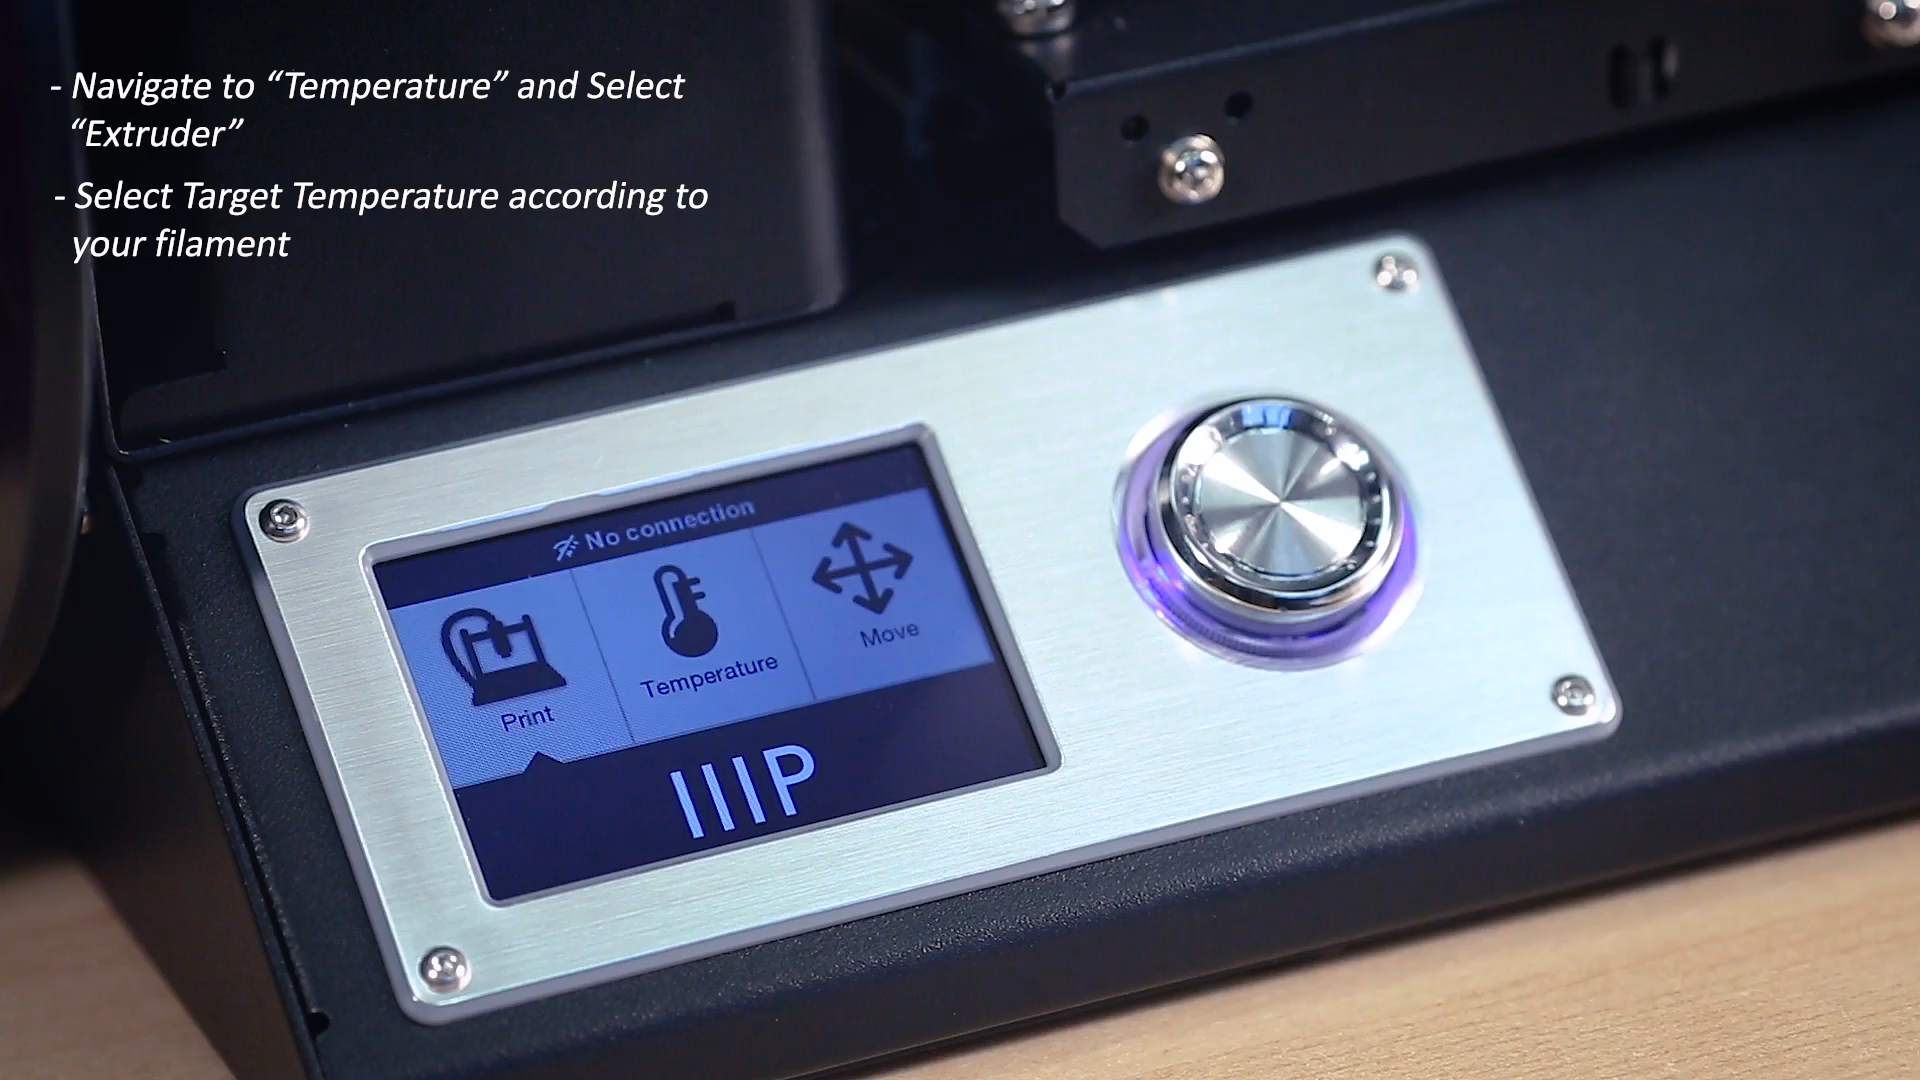 - Navigate to “Temperature” and Select
“Extruder”
- Select Target Temperature according to
your filament
No connection
Print
Temperature
Move
IIIP